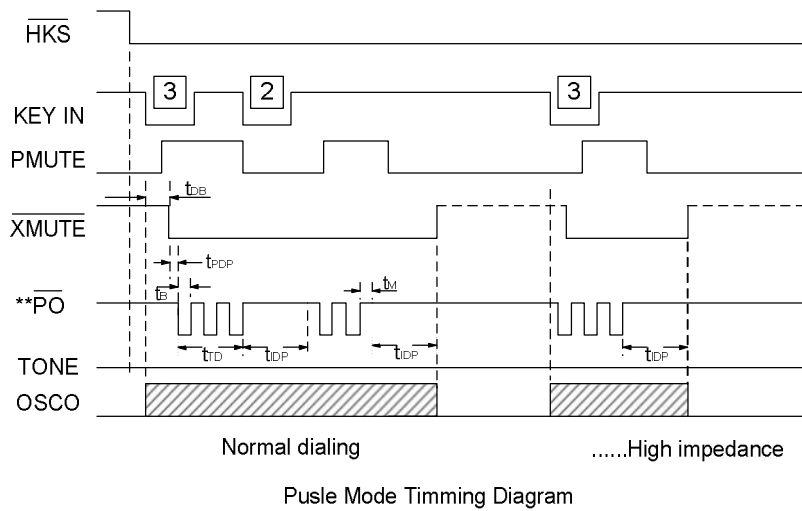 HKS
3 2 3
KEY IN
PMUTE
tDB
XMUTE
tPDP
tB tM
**PO
tTD tIDP tIDP tIDP
TONE
OSCO
Normal dialing ......High impedance
Pusle Mode Timming Diagram